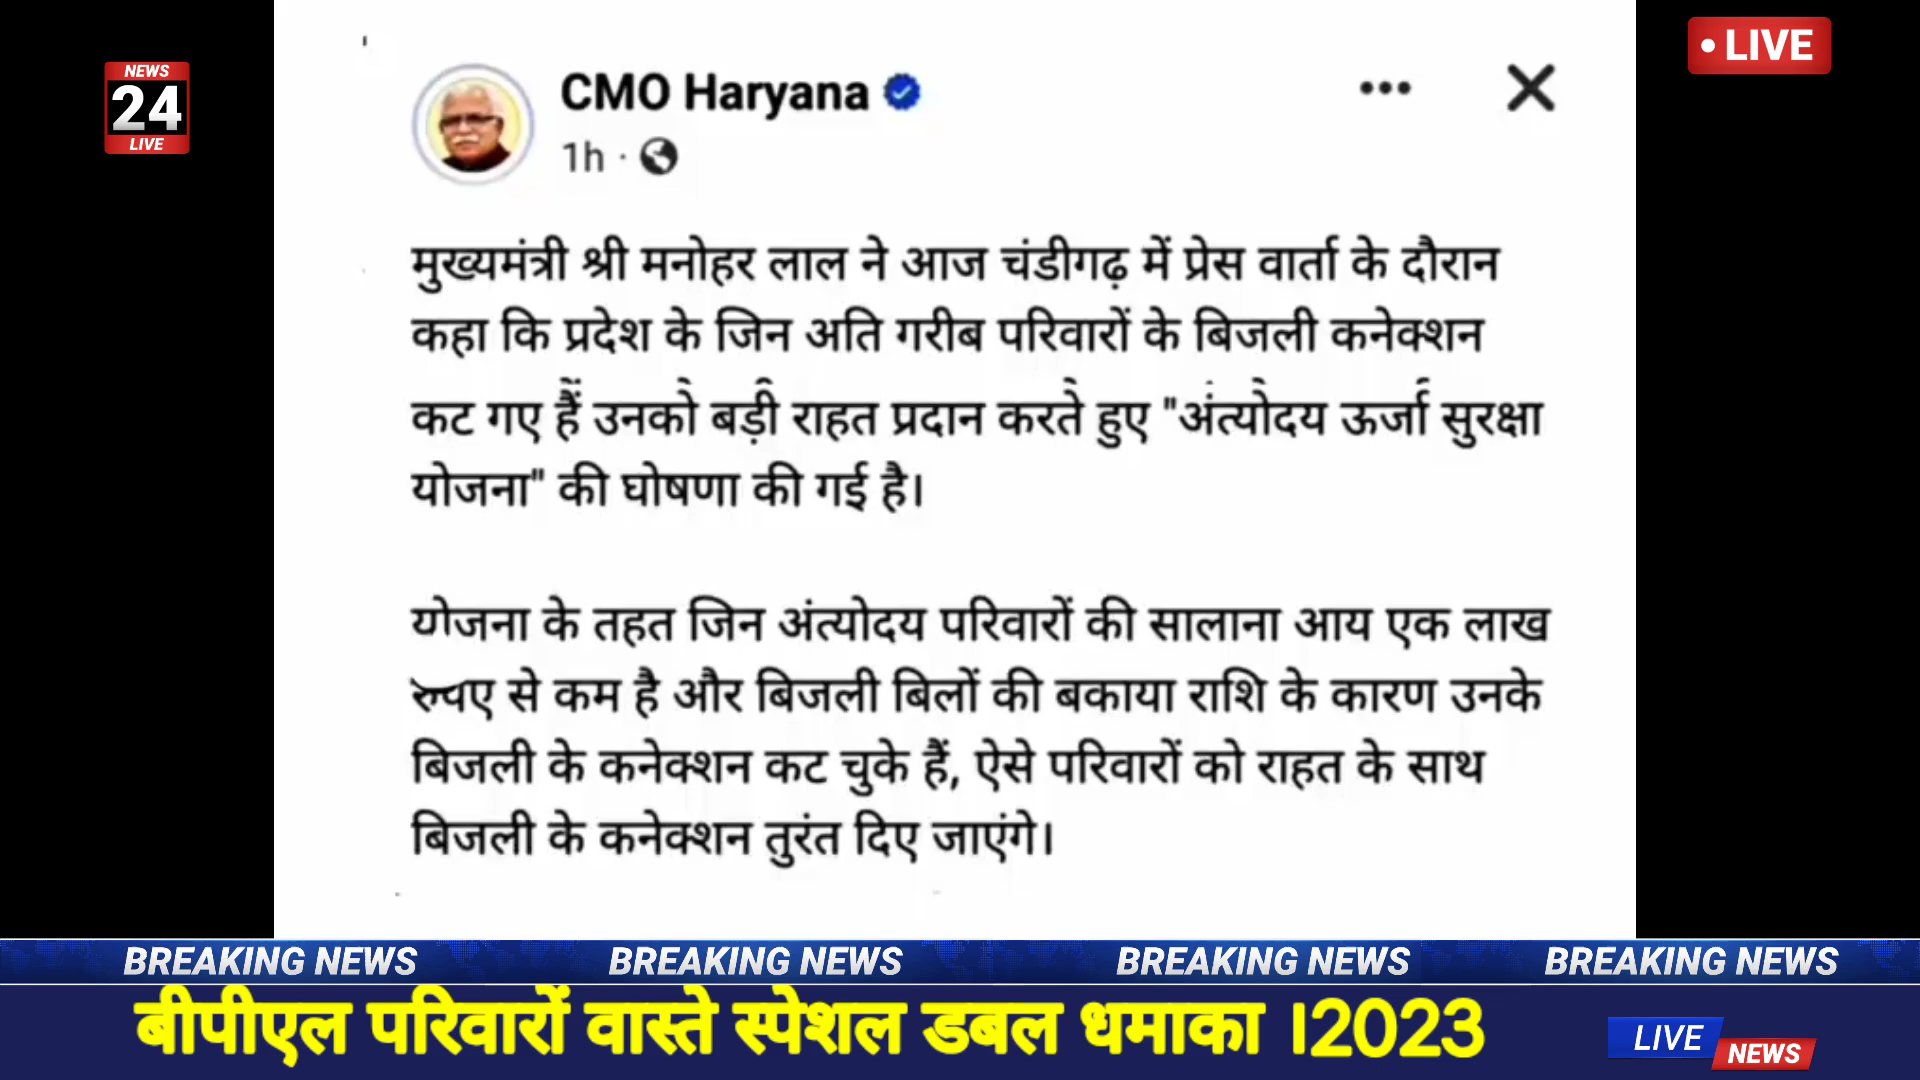 NEWS
24
LIVE
• LIVE
CMO Haryana
1h ·
मुख्यमंत्री श्री मनोहर लाल ने आज चंडीगढ़ में प्रेस वार्ता के दौरान
कहा कि प्रदेश के जिन अति गरीब परिवारों के बिजली कनेक्शन
कट गए हैं उनको बड़ी राहत प्रदान करते हुए "अंत्योदय ऊर्जा सुरक्षा
योजना" की घोषणा की गई है।
योजना के तहत जिन अंत्योदय परिवारों की सालाना आय एक लाख
रुपए से कम है और बिजली बिलों की बकाया राशि के कारण उनके
बिजली के कनेक्शन कट चुके हैं, ऐसे परिवारों को राहत के साथ
बिजली के कनेक्शन तुरंत दिए जाएंगे।
BREAKING NEWS BREAKING NEWS BREAKING NEWS BREAKING NEWS
बीपीएल परिवारों वास्ते स्पेशल डबल धमाका ।2023
LIVE
NEWS